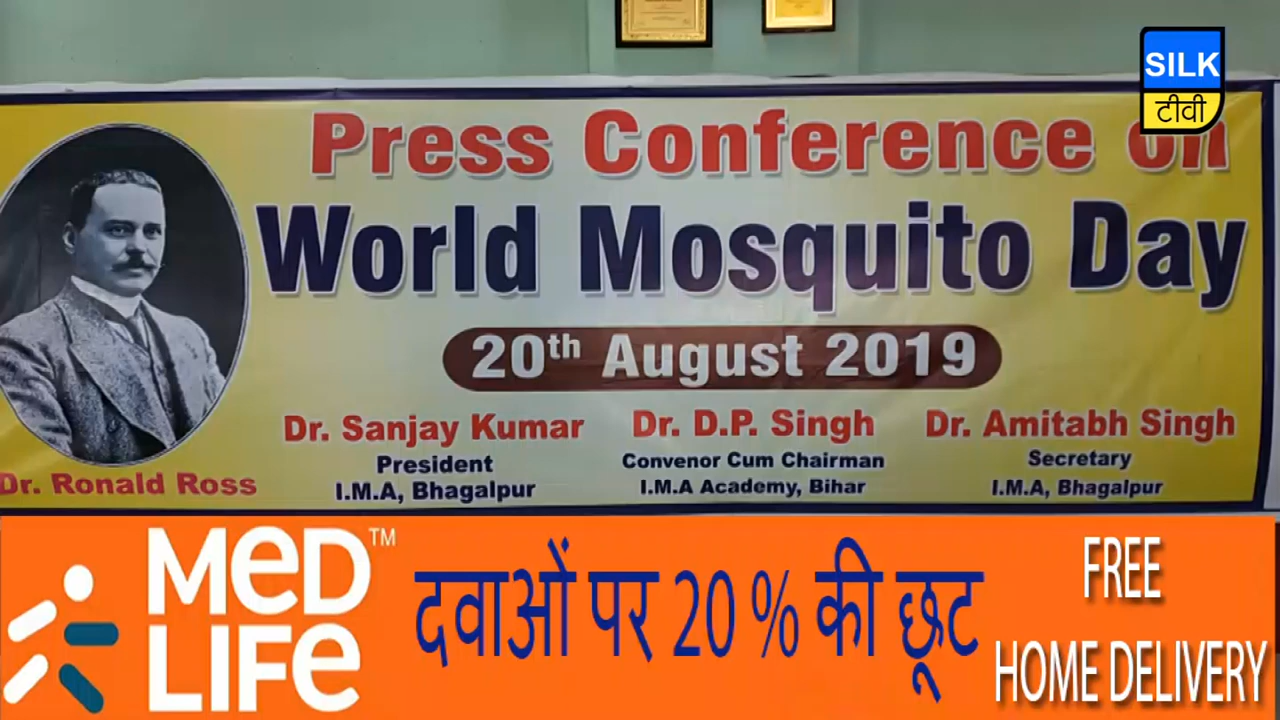 SILK
टीवी
Press Conference on
World Mosquito Day
20th August 2019
Dr. Ronald Ross
Dr. Sanjay Kumar
President
I.M.A, Bhagalpur
Dr. D.P. Singh
Convenor Cum Chairman
I.M.A Academy, Bihar
Dr. Amitabh Singh
Secretary
I.M.A, Bhagalpur
MeD LIFe™
दवाओं पर 20 % की छूट
FREE
HOME DELIVERY